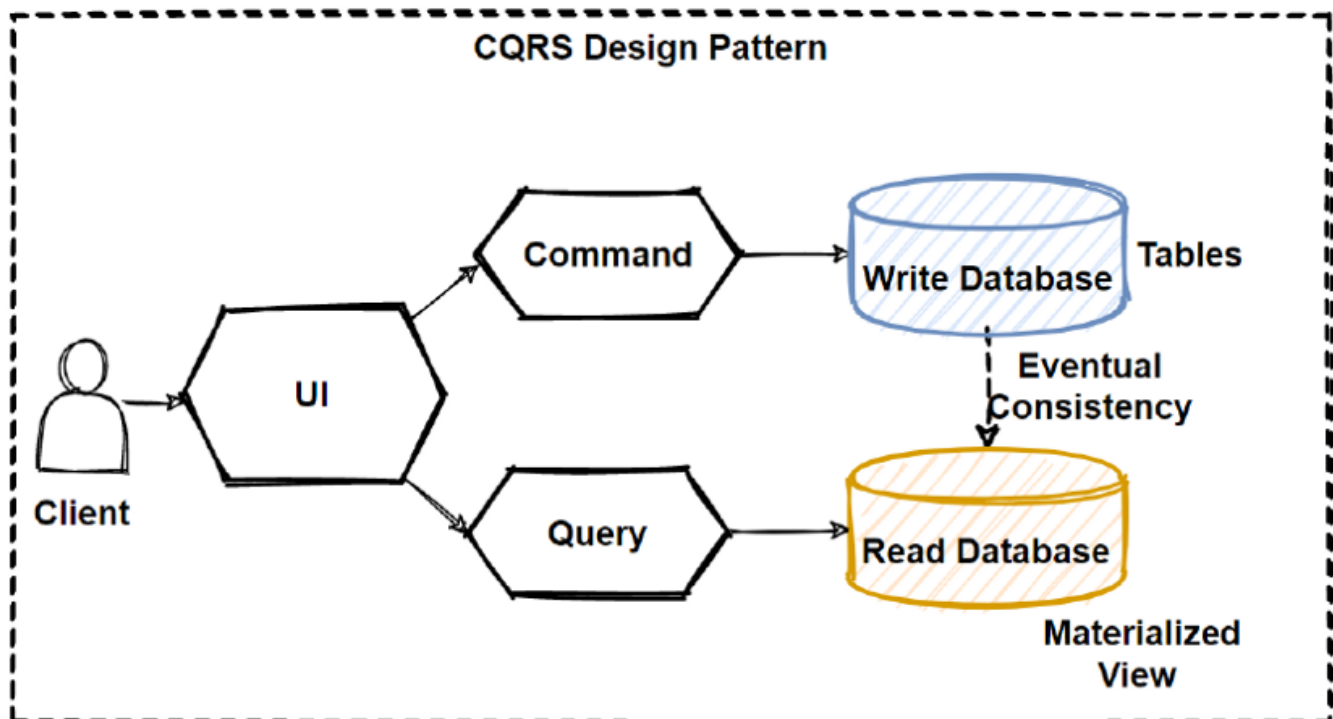 CQRS Design Pattern
Command
Write Database
Tables
UI
Eventual
Consistency
Client
Query
Read Database
Materialized
View